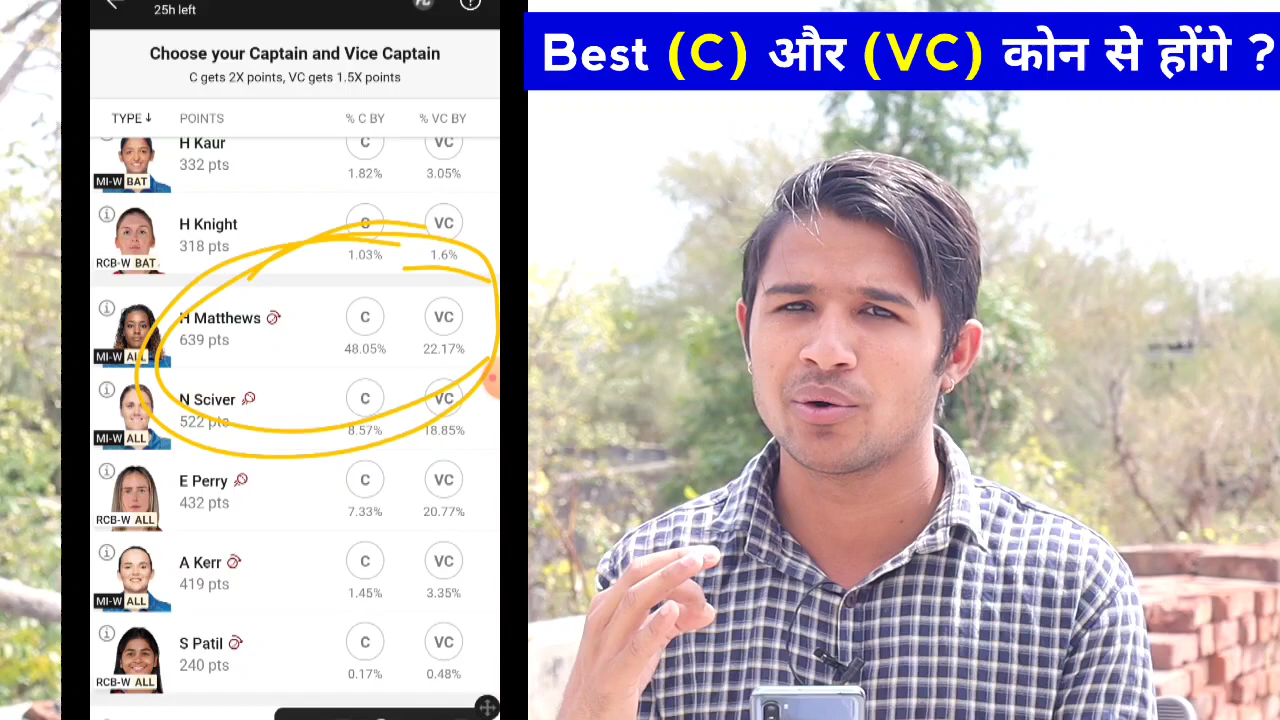 25h left
FC
?
Choose your Captain and Vice Captain
C gets 2X points, VC gets 1.5X points
TYPE↓ POINTS % C BY % VC BY
H Kaur C VC
332 pts 1.82% 3.05%
MI-W BAT
H Knight C VC
318 pts 1.03% 1.6%
RCB-W BAT
H Matthews C VC
639 pts 48.05% 22.17%
MI-W ALL
N Sciver C VC
522 pts 8.57% 18.85%
MI-W ALL
E Perry C VC
432 pts 7.33% 20.77%
RCB-W ALL
A Kerr C VC
419 pts 1.45% 3.35%
MI-W ALL
S Patil C VC
240 pts 0.17% 0.48%
RCB-W ALL
Best (C) और (VC) कोन से होंगे ?